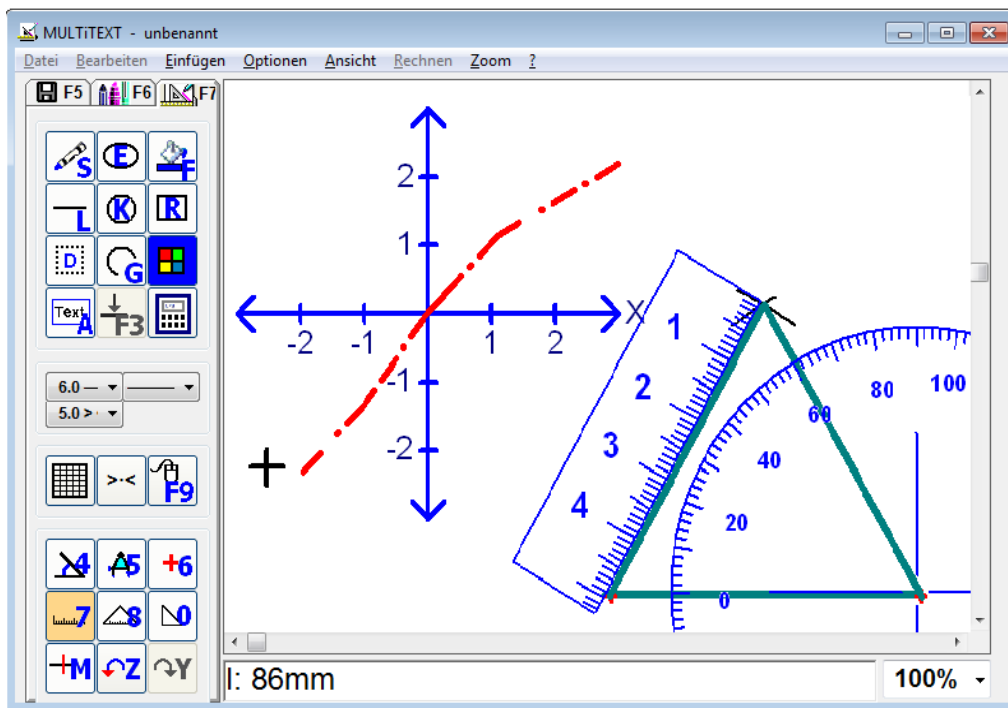 MULTiTEXT - unbenannt
Datei Bearbeiten Einfügen Optionen Ansicht Rechnen Zoom ?
F5 F6 F7
S E F
L K R
D G
Text A F3
6.0
5.0 >
>·< F9
4 5 +6
7 8 0
M Z Y
2
1
X
-2 -1 1 2
-1
-2
1
2
3
4
0
20
40
60
80
100
l: 86mm
100%